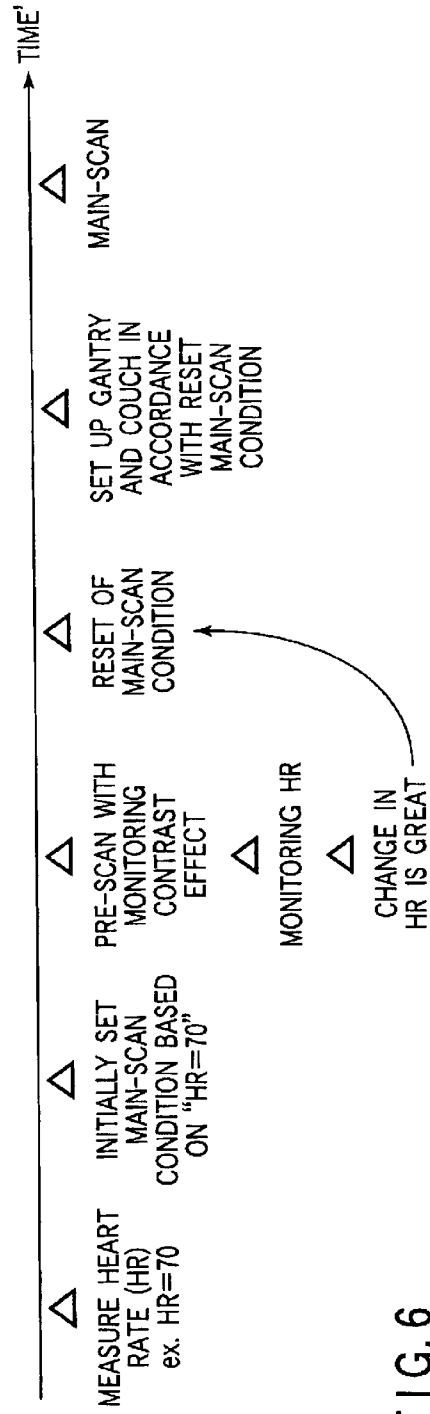 TIME'
MEASURE HEART
RATE (HR)
ex. HR=70
INITIALLY SET
MAIN-SCAN
CONDITION BASED
ON "HR=70"
PRE-SCAN WITH
MONITORING
CONTRAST
EFFECT
MONITORING HR
CHANGE IN
HR IS GREAT
RESET OF
MAIN-SCAN
CONDITION
SET UP GANTRY
AND COUCH IN
ACCORDANCE
WITH RESET
MAIN-SCAN
CONDITION
MAIN-SCAN
IG. 6